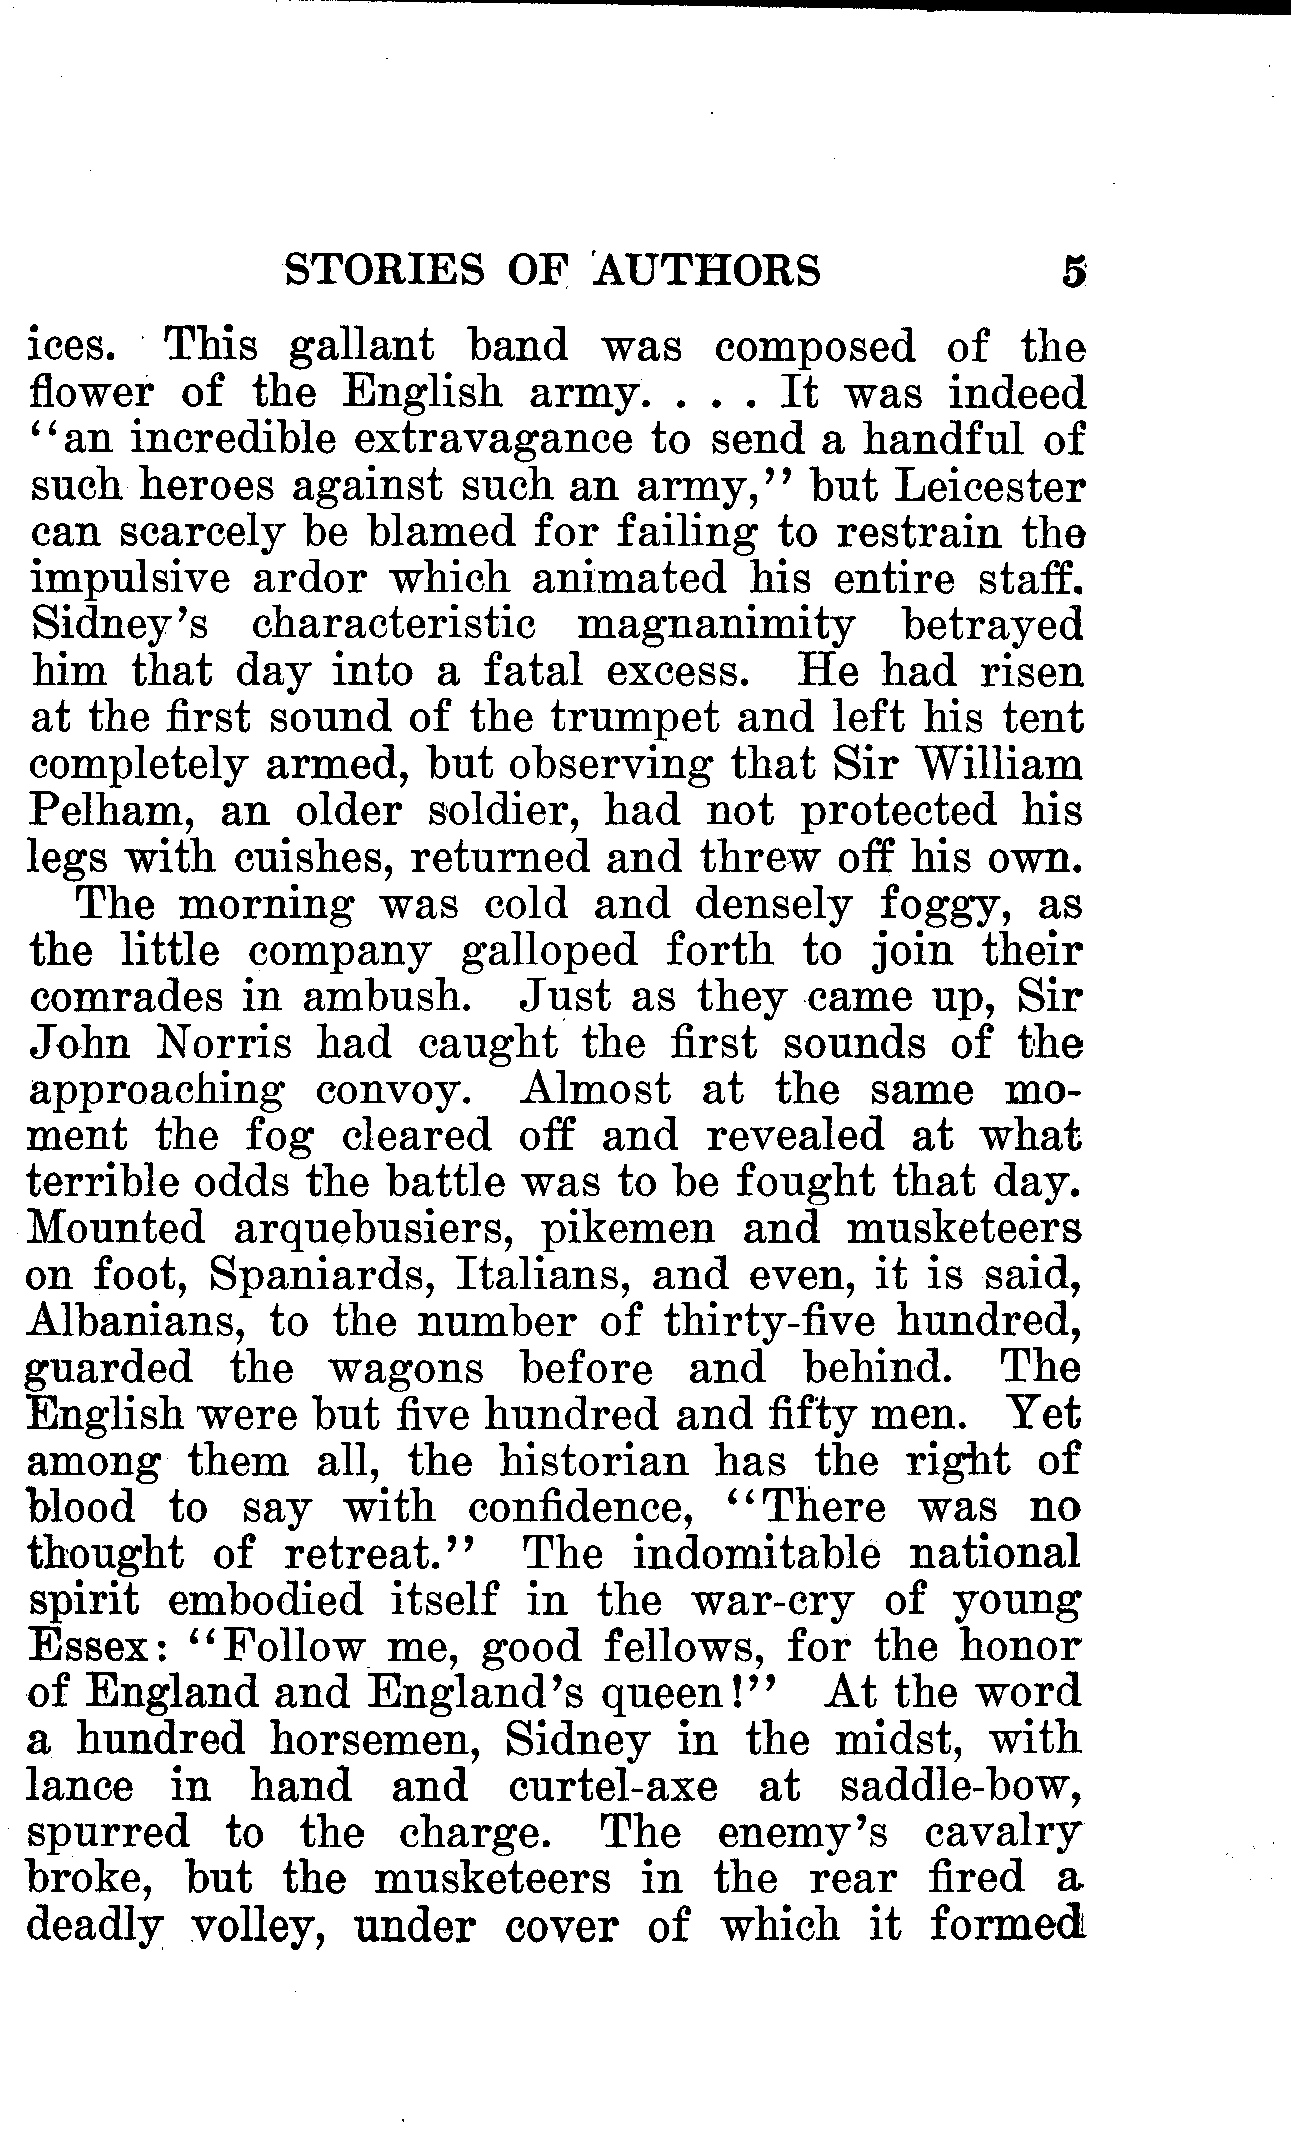 STORIES OF AUTHORS 5
ices. This gallant band was composed of the
flower of the English army. . . . It was indeed
"an incredible extravagance to send a handful of
such heroes against such an army," but Leicester
can scarcely be blamed for failing to restrain the
impulsive ardor which animated his entire staff.
Sidney's characteristic magnanimity betrayed
him that day into a fatal excess. He had risen
at the first sound of the trumpet and left his tent
completely armed, but observing that Sir William
Pelham, an older soldier, had not protected his
legs with cuishes, returned and threw off his own.
The morning was cold and densely foggy, as
the little company galloped forth to join their
comrades in ambush. Just as they came up, Sir
John Norris had caught the first sounds of the
approaching convoy. Almost at the same mo-
ment the fog cleared off and revealed at what
terrible odds the battle was to be fought that day.
Mounted arquebusiers, pikemen and musketeers
on foot, Spaniards, Italians, and even, it is said,
Albanians, to the number of thirty-five hundred,
guarded the wagons before and behind. The
English were but five hundred and fifty men. Yet
among them all, the historian has the right of
blood to say with confidence, "There was no
thought of retreat." The indomitable national
spirit embodied itself in the war-cry of young
Essex: "Follow me, good fellows, for the honor
of England and England's queen!" At the word
a hundred horsemen, Sidney in the midst, with
lance in hand and curtel-axe at saddle-bow,
spurred to the charge. The enemy's cavalry
broke, but the musketeers in the rear fired a
deadly volley, under cover of which it formed